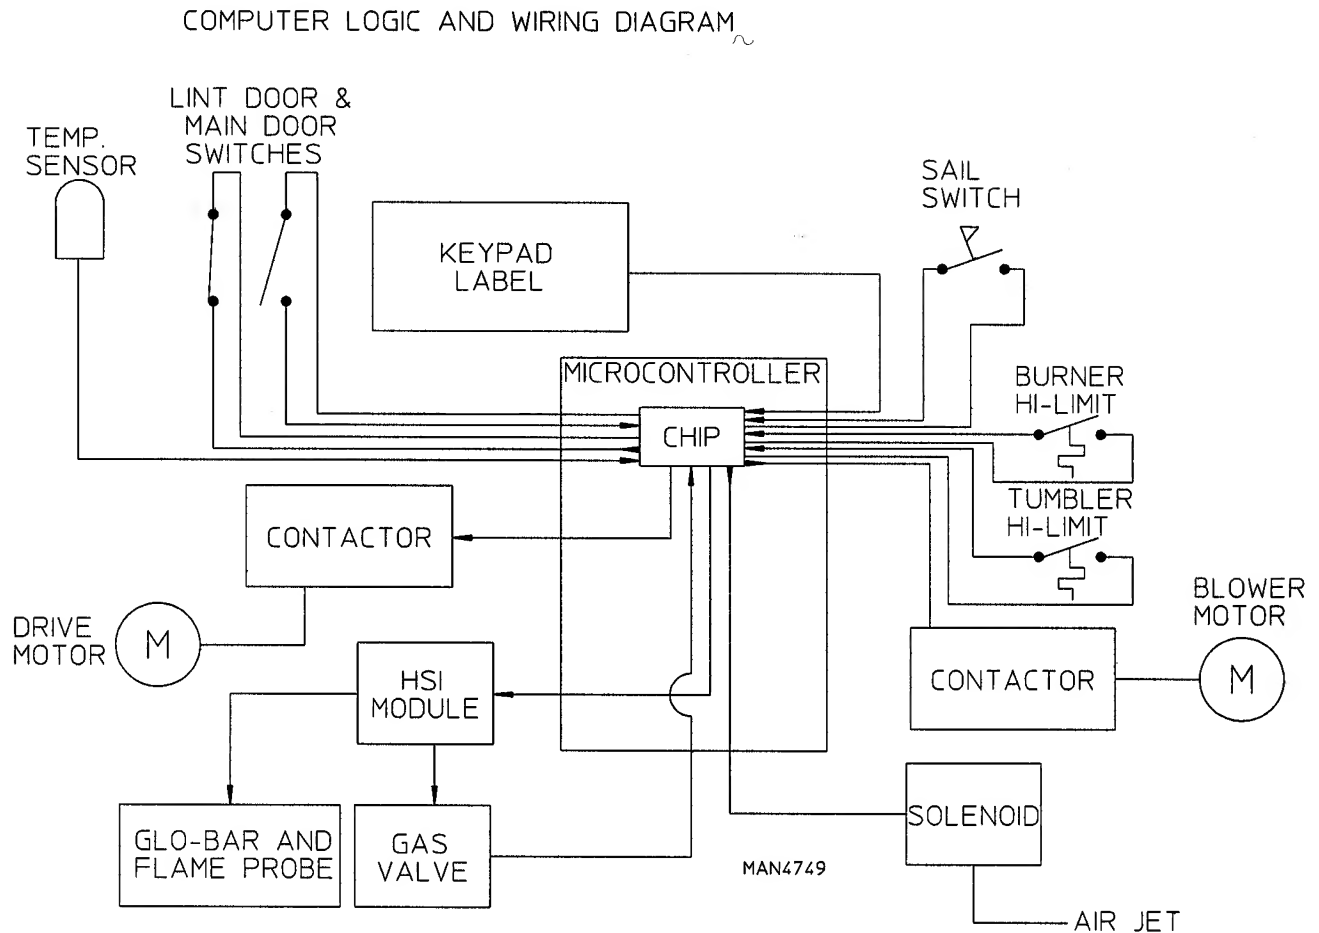 COMPUTER LOGIC AND WIRING DIAGRAM
LINT DOOR &
MAIN DOOR
SWITCHES
TEMP.
SENSOR
SAIL
SWITCH
KEYPAD
LABEL
MICROCONTROLLER
BURNER
HI-LIMIT
CHIP
TUMBLER
HI-LIMIT
CONTACTOR
BLOWER
MOTOR
DRIVE
MOTOR
M
HSI
MODULE
CONTACTOR
M
SOLENOID
GLO-BAR AND
FLAME PROBE
GAS
VALVE
MAN4749
AIR JET